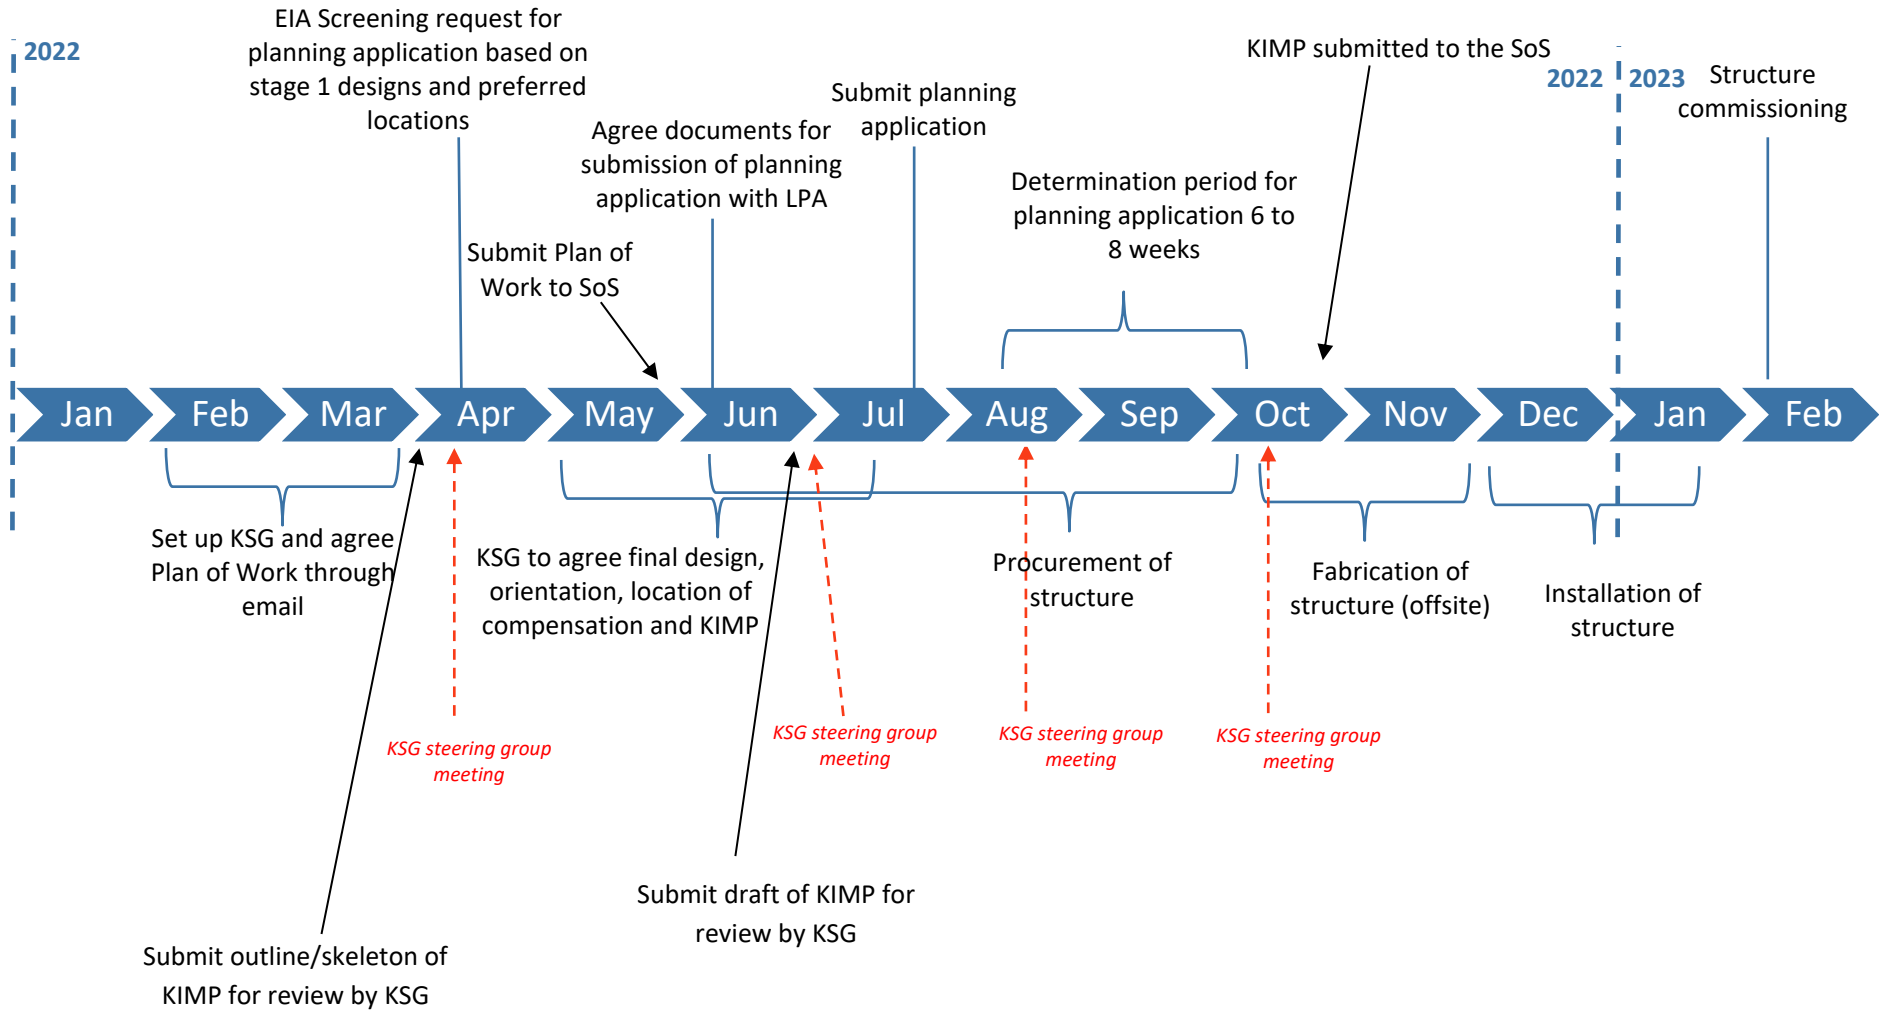 2022
EIA Screening request for
planning application based on
stage 1 designs and preferred
locations
Submit Plan of
Work to SoS
Agree documents for
submission of planning
application with LPA
Submit planning
application
Determination period for
planning application 6 to
8 weeks
KIMP submitted to the SoS
2022
2023
Structure
commissioning
Jan
Feb
Mar
Apr
May
Jun
Jul
Aug
Sep
Oct
Nov
Dec
Jan
Feb
Set up KSG and agree
Plan of Work through
email
KSG to agree final design,
orientation, location of
compensation and KIMP
Procurement of
structure
Fabrication of
structure (offsite)
Installation of
structure
KSG steering group
meeting
KSG steering group
meeting
KSG steering group
meeting
KSG steering group
meeting
Submit draft of KIMP for
review by KSG
Submit outline/skeleton of
KIMP for review by KSG